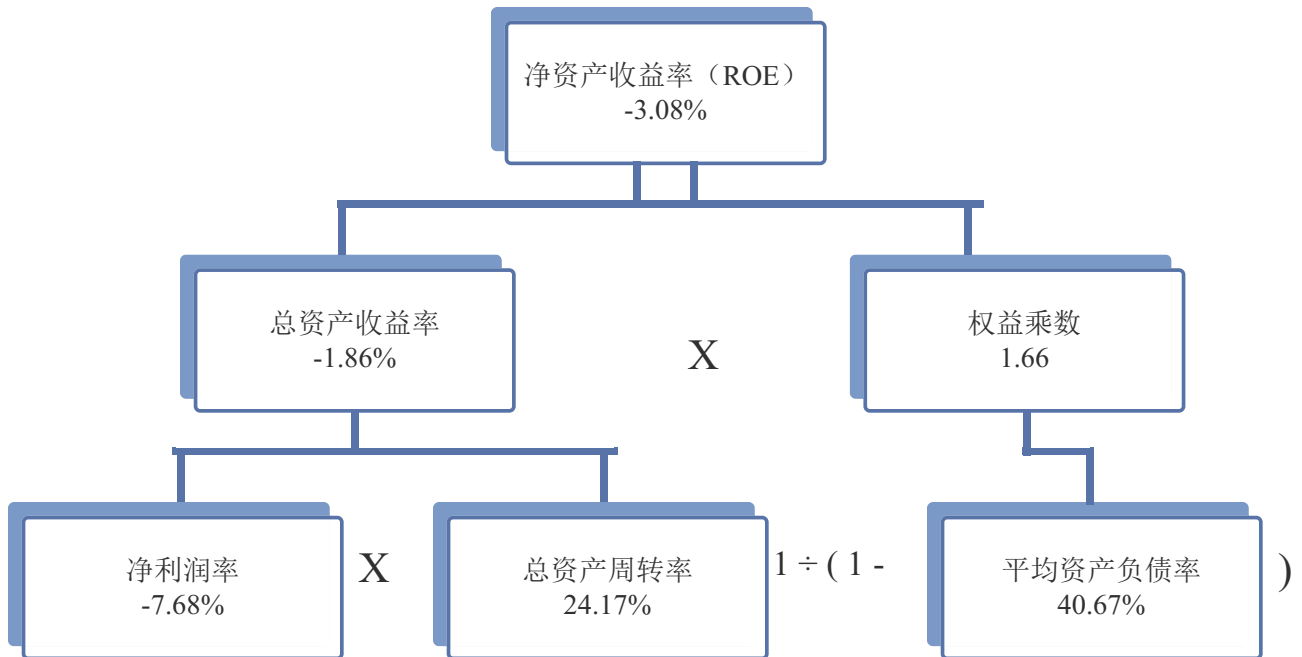 净资产收益率（ROE）
-3.08%
总资产收益率
-1.86%
X
权益乘数
1.66
净利润率
-7.68%
X
总资产周转率
24.17%
1 ÷ ( 1 -
平均资产负债率
40.67%
)